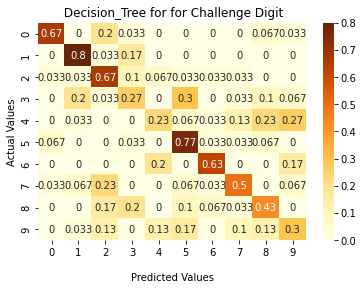 Decision_Tree for for Challenge Digit
0 0.67 0 0.2 0.033 0 0 0 0 0.067 0.033
1 0 0.8 0.033 0.17 0 0 0 0 0 0
2 0.033 0.033 0.67 0.1 0.067 0.033 0.033 0.033 0 0
3 0 0.2 0.033 0.27 0 0.3 0 0.033 0.1 0.067
4 0 0.033 0 0 0.23 0.067 0.033 0.13 0.23 0.27
5 0.067 0 0 0.033 0 0.77 0.033 0.033 0.067 0
6 0 0 0 0 0.2 0 0.63 0 0 0.17
7 0.033 0.067 0.23 0 0 0.067 0.033 0.5 0 0.067
8 0 0 0.17 0.2 0 0.1 0.067 0.033 0.43 0
9 0 0.033 0.13 0 0.13 0.17 0 0.1 0.13 0.3
0 1 2 3 4 5 6 7 8 9
Predicted Values
Actual Values
0.8
0.7
0.6
0.5
0.4
0.3
0.2
0.1
0.0